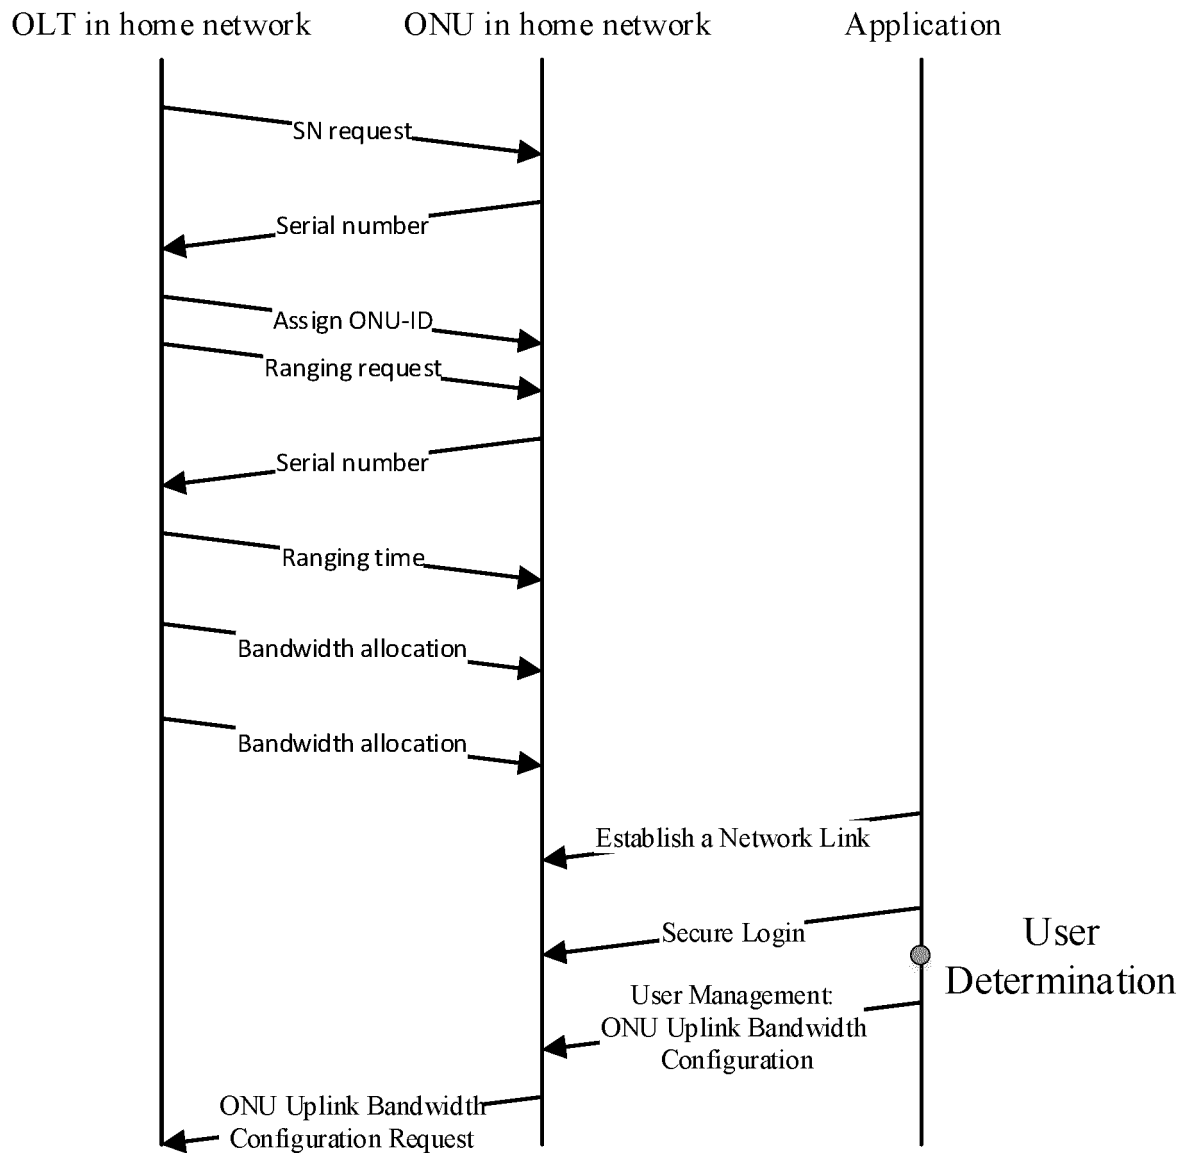 OLT in home network
ONU in home network
Application
SN request
Serial number
Assign ONU-ID
Ranging request
Serial number
Ranging time
Bandwidth allocation
Bandwidth allocation
Establish a Network Link
Secure Login
User
Determination
User Management:
ONU Uplink Bandwidth
Configuration
ONU Uplink Bandwidth
Configuration Request